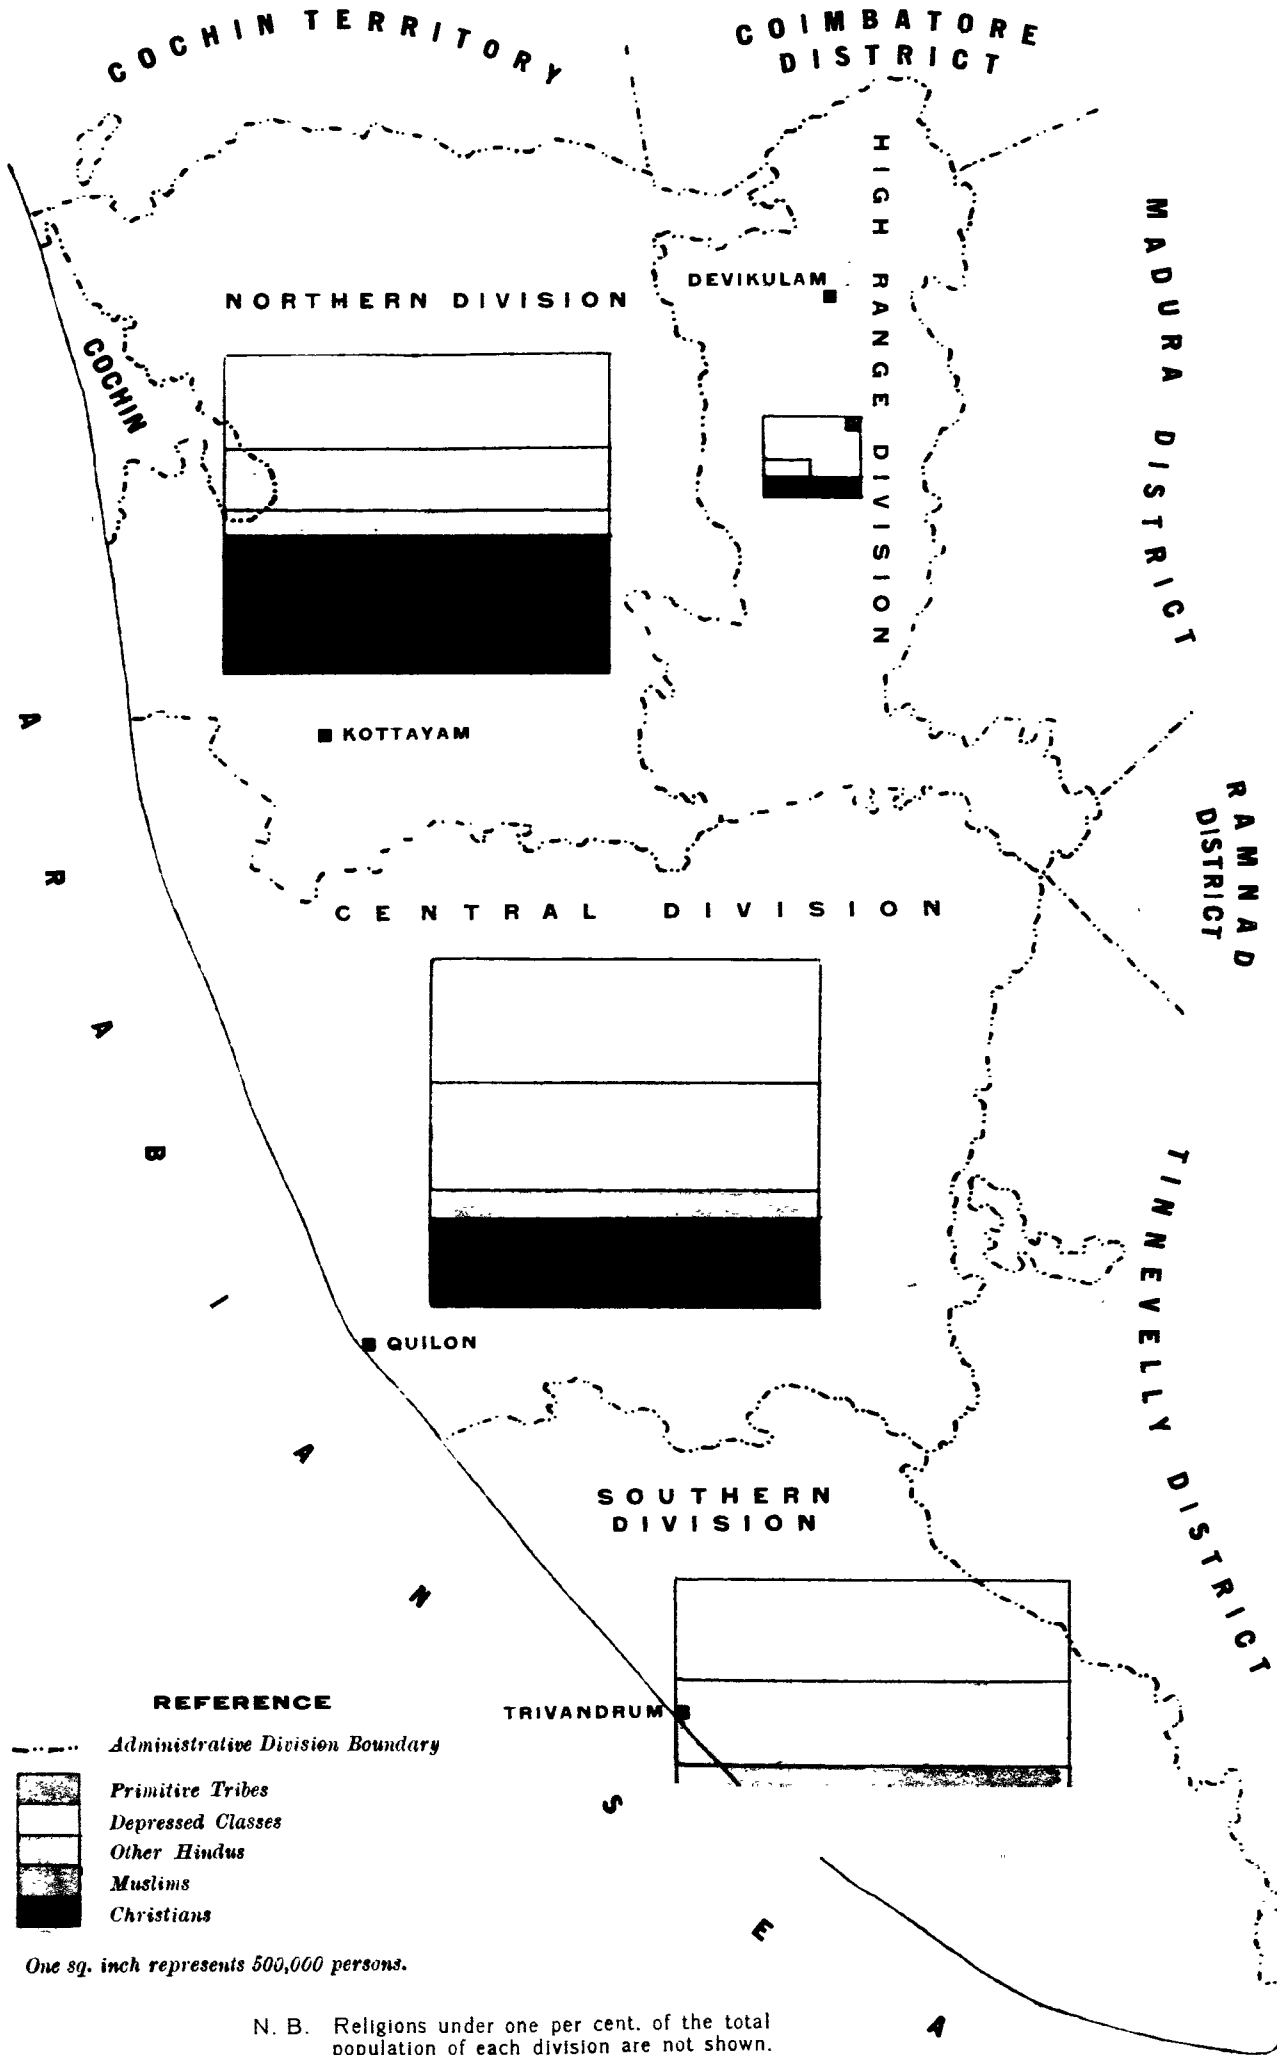 COCHIN TERRITORY
COIMBATORE
DISTRICT
HIGH RANGE DIVISION
MADURA DISTRICT
DEVIKULAM
NORTHERN DIVISION
COCHIN
KOTTAYAM
RAMNAD
DISTRICT
CENTRAL DIVISION
ARABIAN SEA
TINNEVELLY DISTRICT
QUILON
SOUTHERN
DIVISION
TRIVANDRUM
REFERENCE
Administrative Division Boundary
Primitive Tribes
Depressed Classes
Other Hindus
Muslims
Christians
One sq. inch represents 500,000 persons.
N. B. Religions under one per cent. of the total
population of each division are not shown.